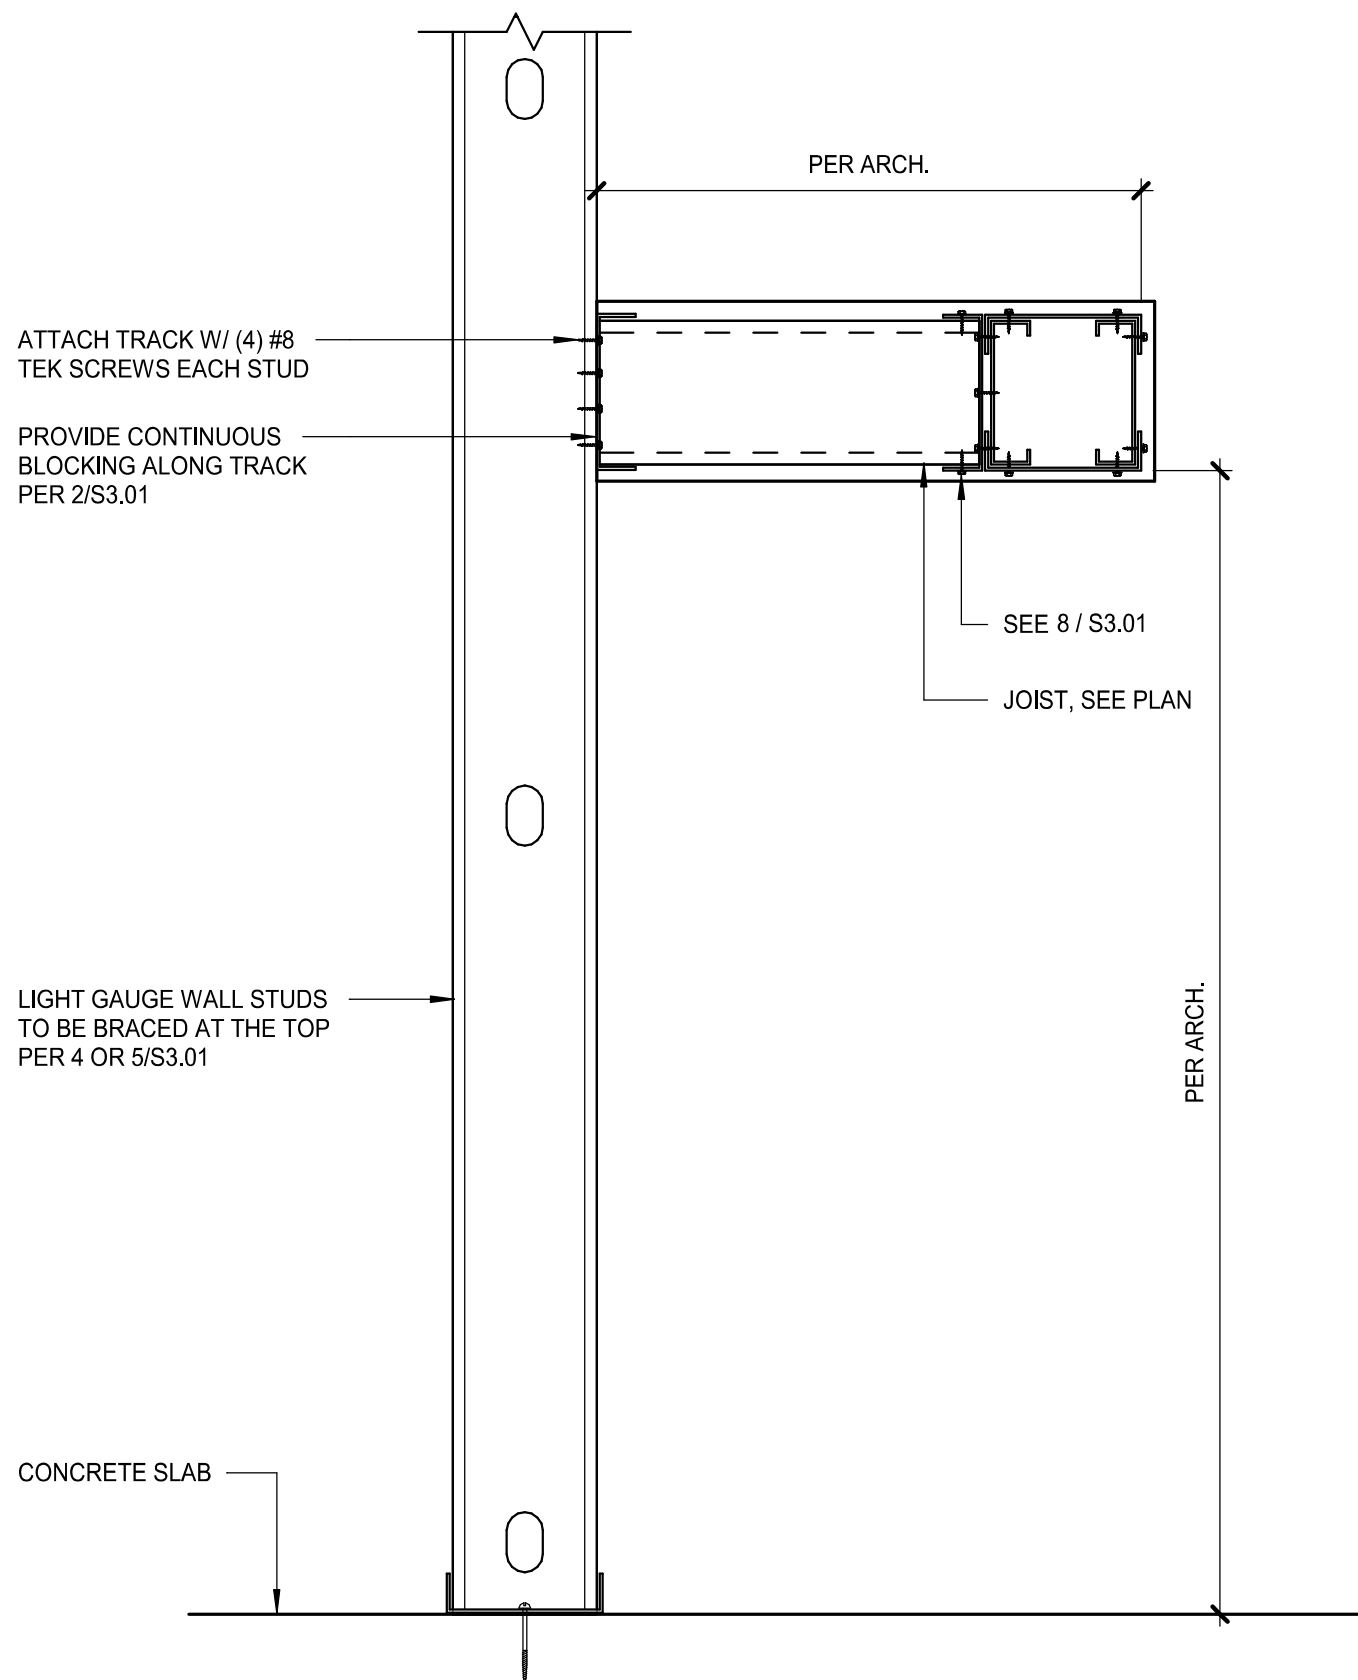 PER ARCH.
ATTACH TRACK W/ (4) #8
TEK SCREWS EACH STUD
PROVIDE CONTINUOUS
BLOCKING ALONG TRACK
PER 2/S3.01
SEE 8 / S3.01
JOIST, SEE PLAN
LIGHT GAUGE WALL STUDS
TO BE BRACED AT THE TOP
PER 4 OR 5/S3.01
PER ARCH.
CONCRETE SLAB